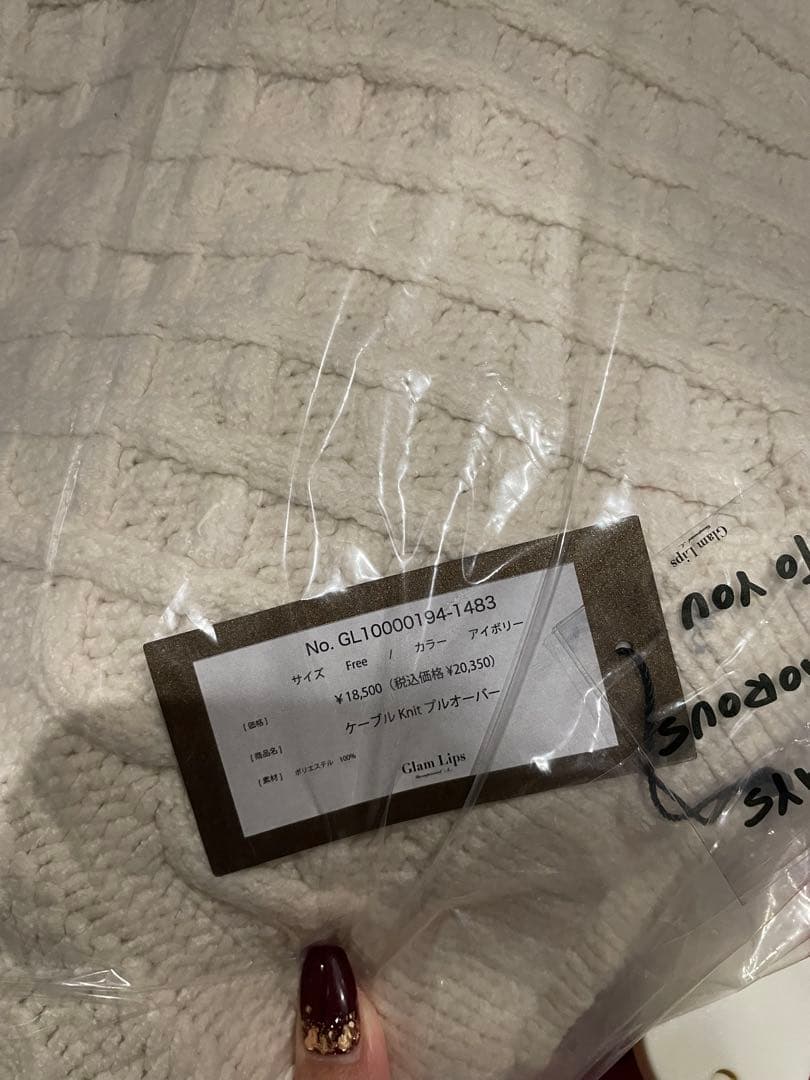 No. GL10000194-1483
サイズ Free / カラー アイボリー
[価格] ¥18,500（税込価格 ¥20,350）
[商品名] ケーブル Knit プルオーバー
[素材] ポリエステル 100%
Glam Lips
Glam Lips
TO YOU